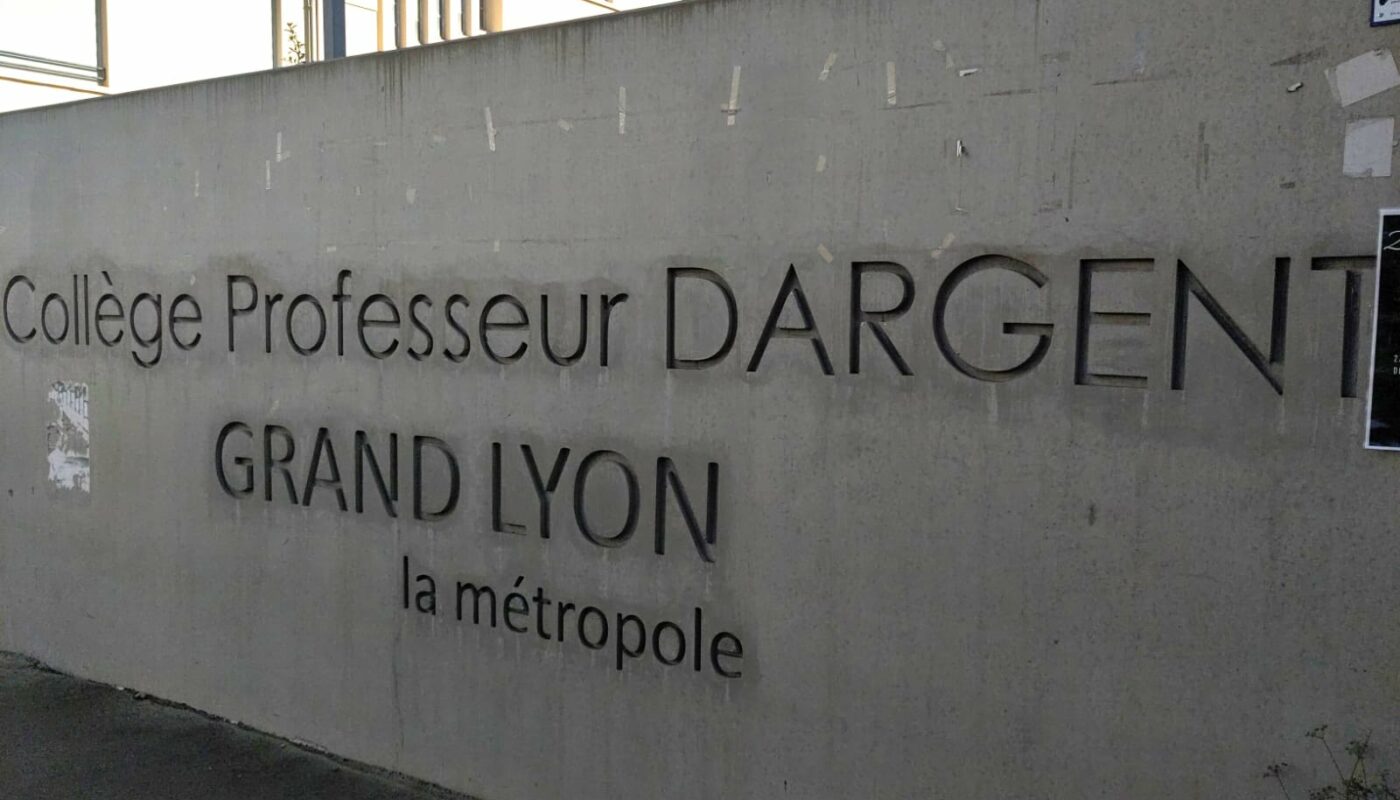 Collège Professeur DARGENT
GRAND LYON
la métropole